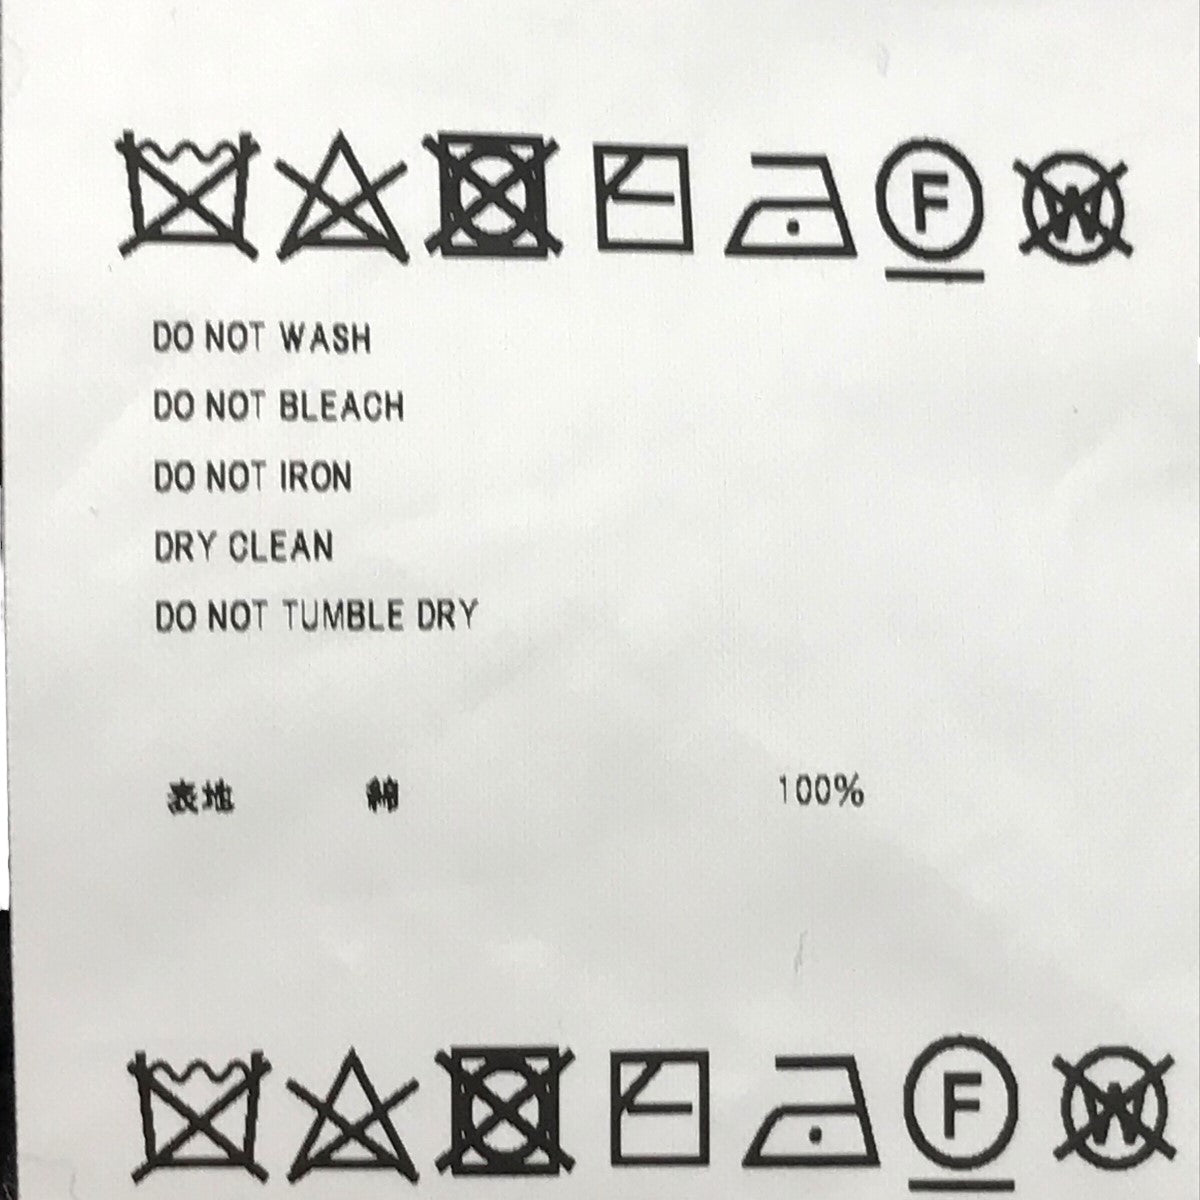 F W
DO NOT WASH
DO NOT BLEACH
DO NOT IRON
DRY CLEAN
DO NOT TUMBLE DRY
表地 綿 100%
F W